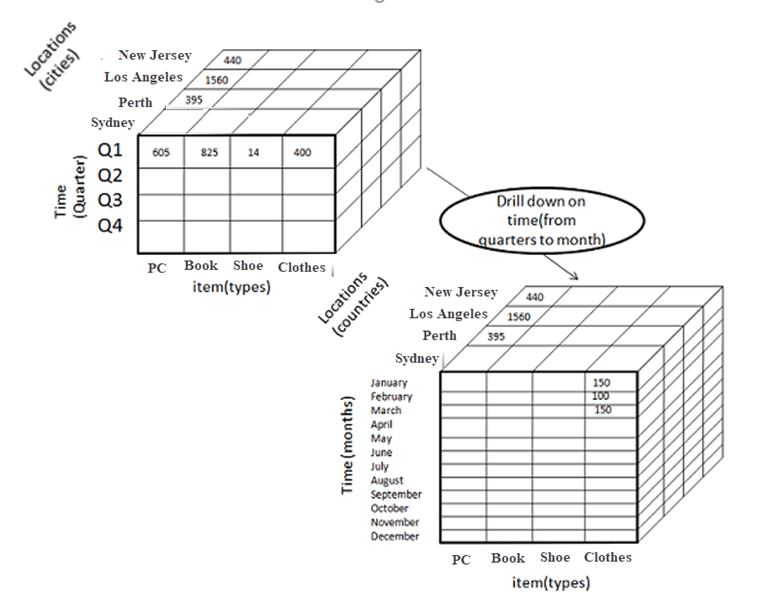 Locations
(cities)
New Jersey
Los Angeles
Perth
Sydney
440
1560
395
Time
(Quarter)
Q1
Q2
Q3
Q4
605 825 14 400
PC Book Shoe Clothes
item(types)
Drill down on
time(from
quarters to month)
Locations
(countries)
New Jersey
Los Angeles
Perth
Sydney
440
1560
395
Time(months)
January 150
February 100
March 150
April
May
June
July
August
September
October
November
December
PC Book Shoe Clothes
item(types)